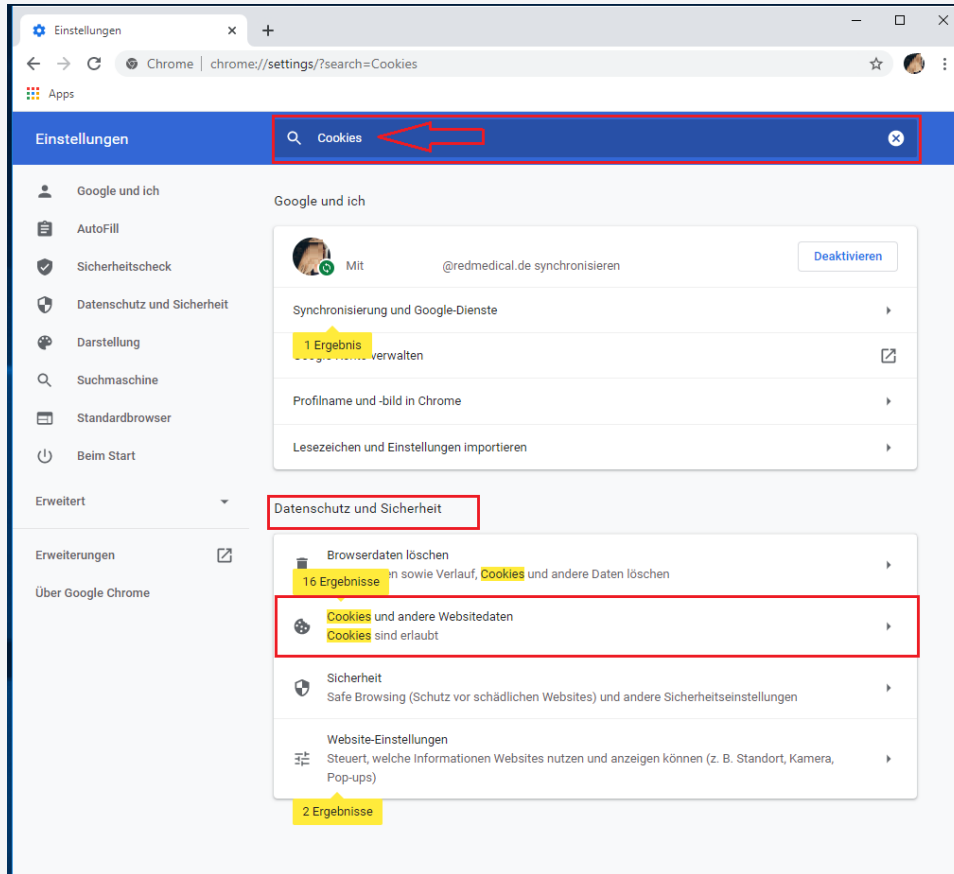 Einstellungen
Chrome | chrome://settings/?search=Cookies
Apps
Einstellungen
Cookies
Google und ich
AutoFill
Sicherheitscheck
Datenschutz und Sicherheit
Darstellung
Suchmaschine
Standardbrowser
Beim Start
Erweitert
Erweiterungen
Über Google Chrome
Google und ich
Mit @redmedical.de synchronisieren
Deaktivieren
Synchronisierung und Google-Dienste
1 Ergebnis
verwalten
Profilname und -bild in Chrome
Lesezeichen und Einstellungen importieren
Datenschutz und Sicherheit
Browserdaten löschen
sowie Verlauf, Cookies und andere Daten löschen
16 Ergebnisse
Cookies und andere Websitedaten
Cookies sind erlaubt
Sicherheit
Safe Browsing (Schutz vor schädlichen Websites) und andere Sicherheitseinstellungen
Website-Einstellungen
Steuert, welche Informationen Websites nutzen und anzeigen können (z. B. Standort, Kamera,
Pop-ups)
2 Ergebnisse